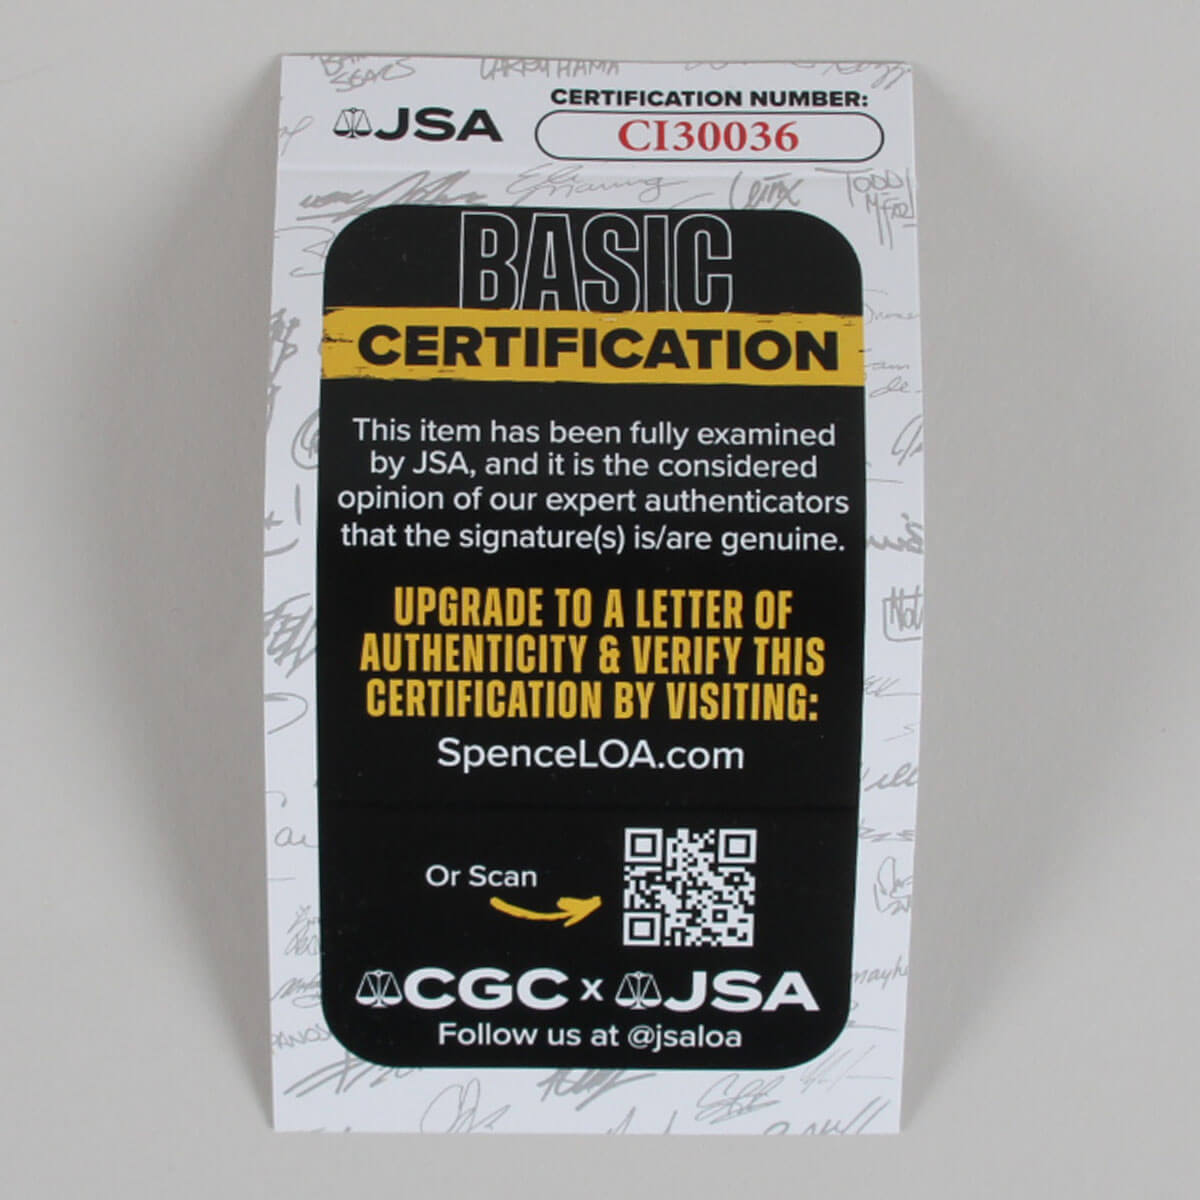 JSA
CERTIFICATION NUMBER:
CI30036
BASIC
CERTIFICATION
This item has been fully examined
by JSA, and it is the considered
opinion of our expert authenticators
that the signature(s) is/are genuine.
UPGRADE TO A LETTER OF
AUTHENTICITY & VERIFY THIS
CERTIFICATION BY VISITING:
SpenceLOA.com
Or Scan
CGC x JSA
Follow us at @jsaloa